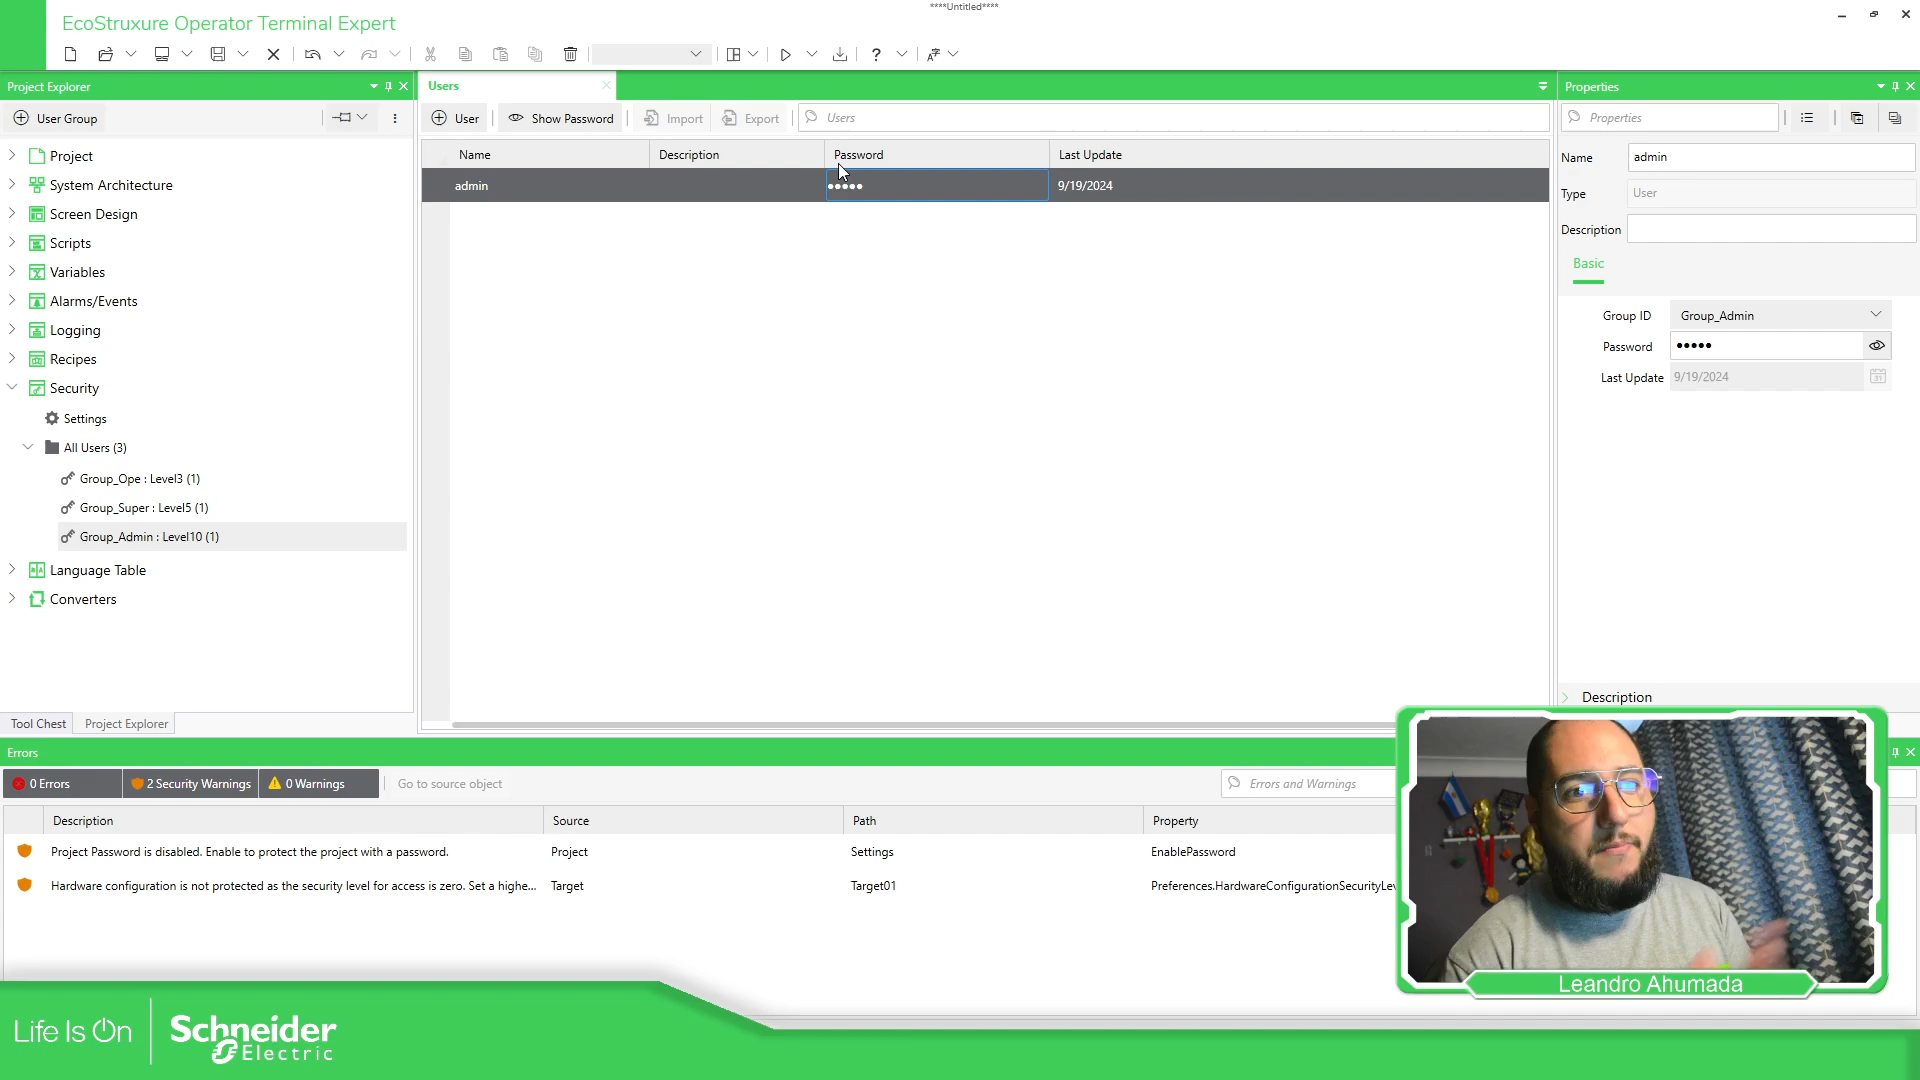 ****Untitled****
EcoStruxure Operator Terminal Expert
Project Explorer
User Group
Project
System Architecture
Screen Design
Scripts
Variables
Alarms/Events
Logging
Recipes
Security
Settings
All Users (3)
Group_Ope : Level3 (1)
Group_Super : Level5 (1)
Group_Admin : Level10 (1)
Language Table
Converters
Tool Chest
Project Explorer
Users
User
Show Password
Import
Export
Users
Name Description Password Last Update
admin ••••• 9/19/2024
Properties
Properties
Name admin
Type User
Description
Basic
Group ID Group_Admin
Password •••••
Last Update 9/19/2024
Description
Errors
0 Errors
2 Security Warnings
0 Warnings
Go to source object
Errors and Warnings
Description Source Path Property
Project Password is disabled. Enable to protect the project with a password. Project Settings EnablePassword
Hardware configuration is not protected as the security level for access is zero. Set a highe... Target Target01 Preferences.HardwareConfigurationSecurityLev
Leandro Ahumada
Life Is On
Schneider
Electric